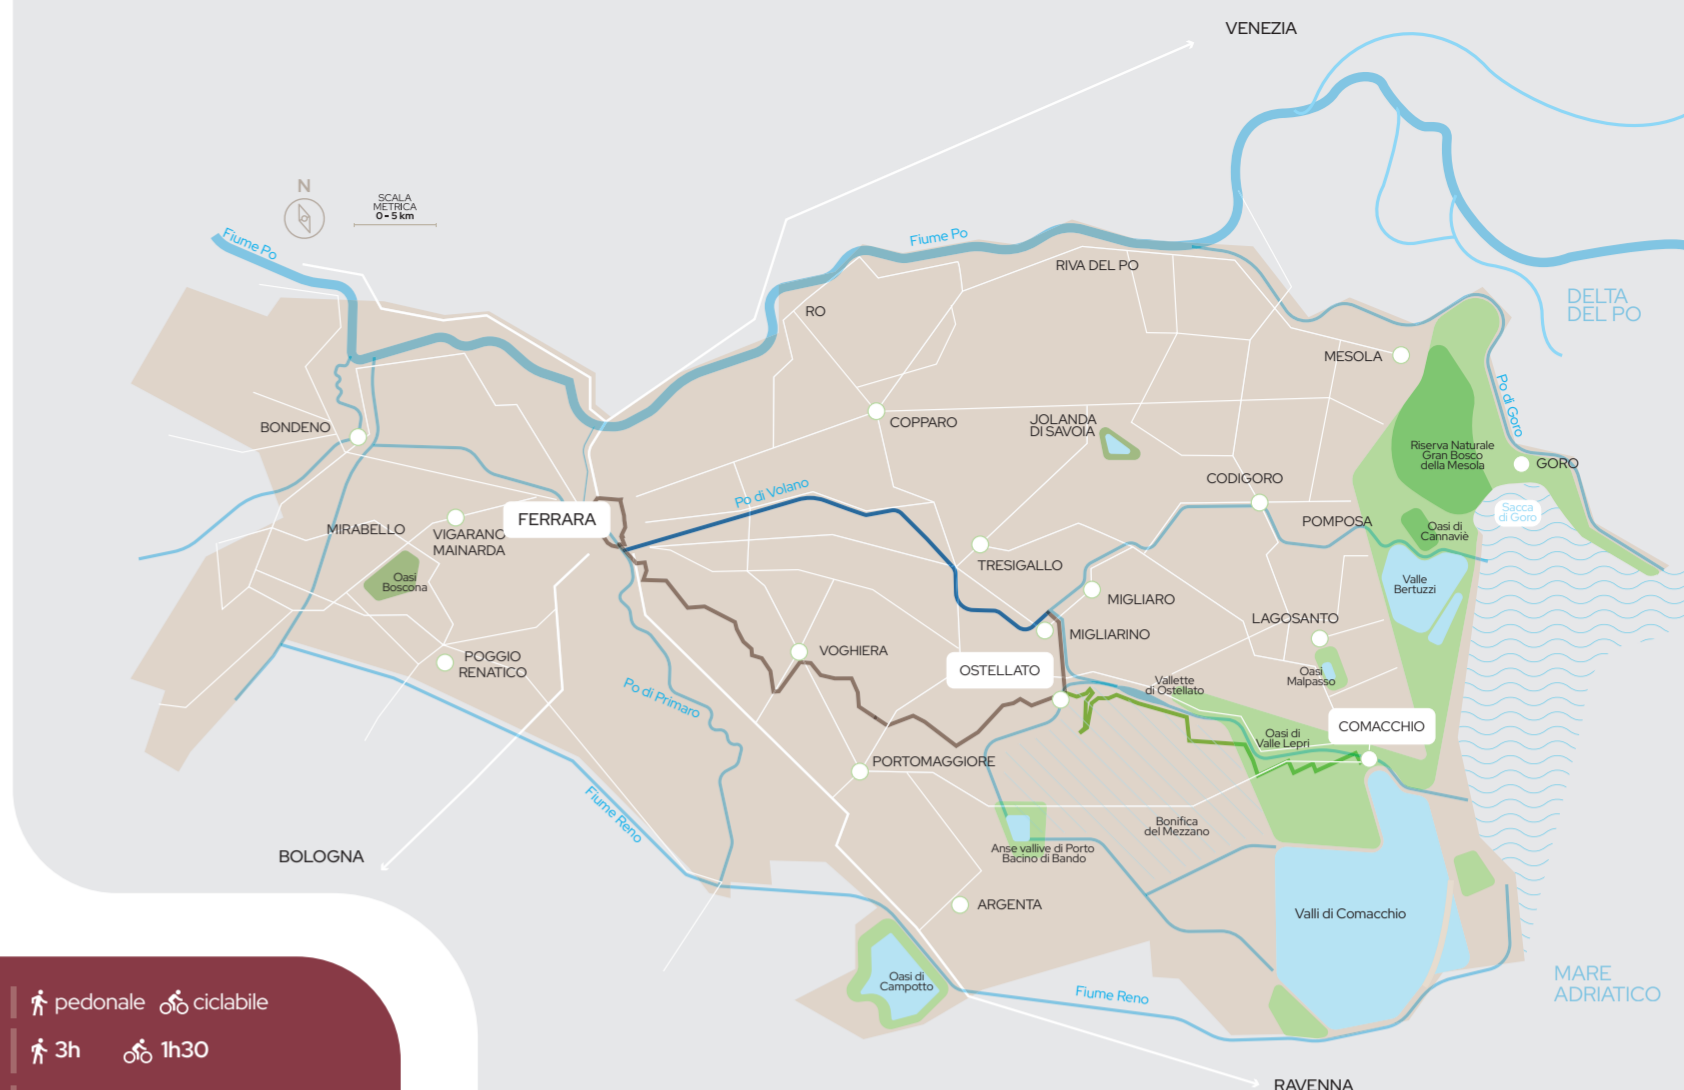 VENEZIA
N
SCALA
METRICA
0 - 5 km
Fiume Po
Fiume Po
RIVA DEL PO
DELTA
DEL PO
RO
MESOLA
Po di Goro
BONDENO
COPPARO
JOLANDA
DI SAVOIA
Riserva Naturale
Gran Bosco
della Mesola
GORO
CODIGORO
Po di Volano
Sacca
di Goro
FERRARA
MIRABELLO
VIGARANO
MAINARDA
POMPOSA
Oasi di
Cannaviè
TRESIGALLO
Oasi
Boscona
Valle
Bertuzzi
MIGLIARO
LAGOSANTO
MIGLIARINO
VOGHIERA
POGGIO
RENATICO
OSTELLATO
Oasi
Malpasso
Vallette
di Ostellato
Po di Primaro
COMACCHIO
Oasi di
Valle Lepri
PORTOMAGGIORE
Fiume Reno
Bonifica
del Mezzano
Anse vallive di Porto
Bacino di Bando
BOLOGNA
ARGENTA
Valli di Comacchio
Oasi di
Campotto
MARE
ADRIATICO
Fiume Reno
pedonale ciclabile
3h 1h30
RAVENNA